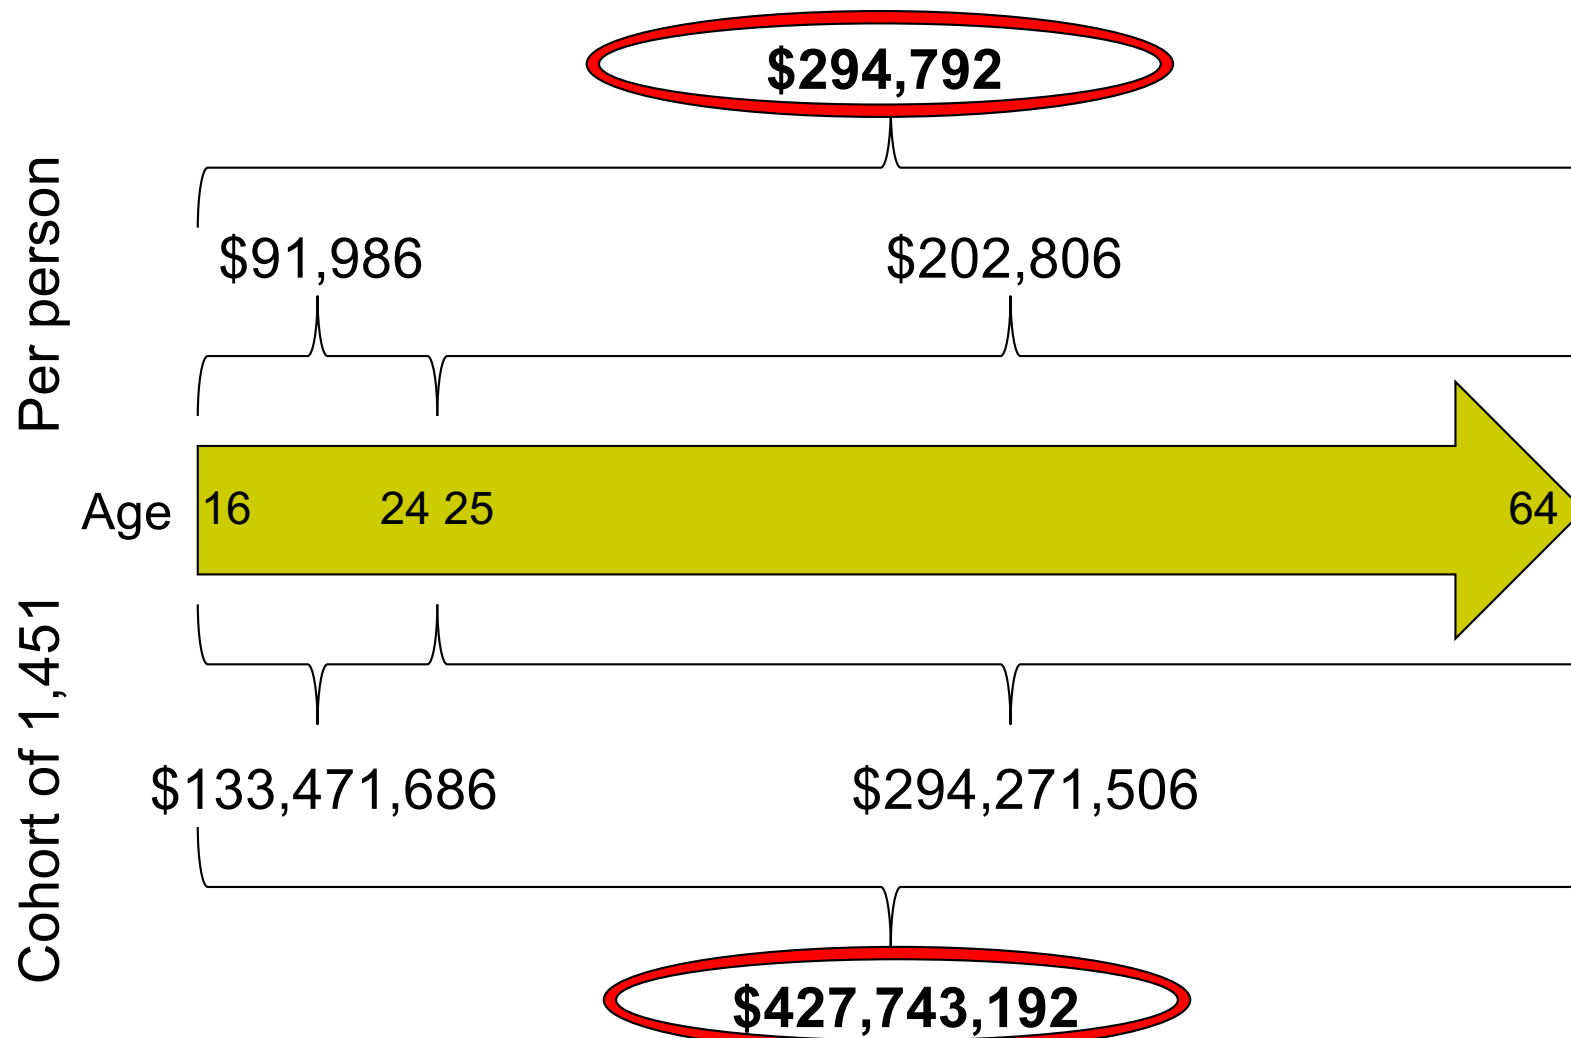 $294,792
Per person
$91,986 $202,806
Age 16 24 25 64
Cohort of 1,451
$133,471,686 $294,271,506
$427,743,192